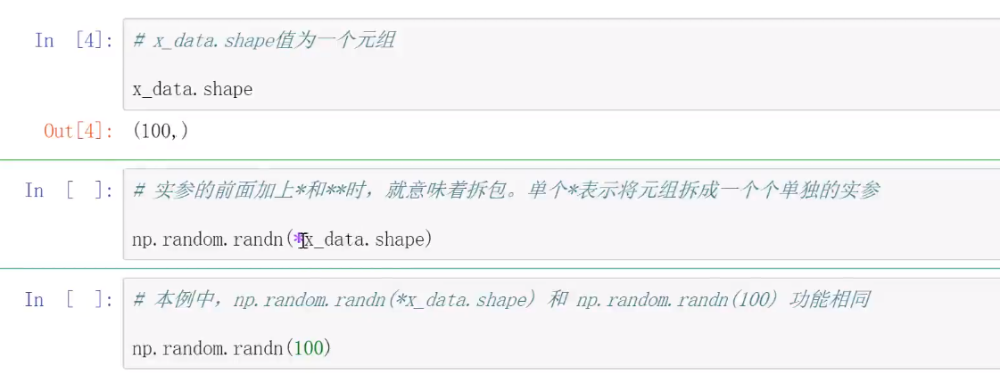 In [4]: # x_data.shape值为一个元组
x_data.shape
Out[4]: (100,)
In [ ]: # 实参的前面加上*和**时，就意味着拆包。单个*表示将元组拆成一个个单独的实参
np.random.randn(*x_data.shape)
In [ ]: # 本例中，np.random.randn(*x_data.shape) 和 np.random.randn(100) 功能相同
np.random.randn(100)